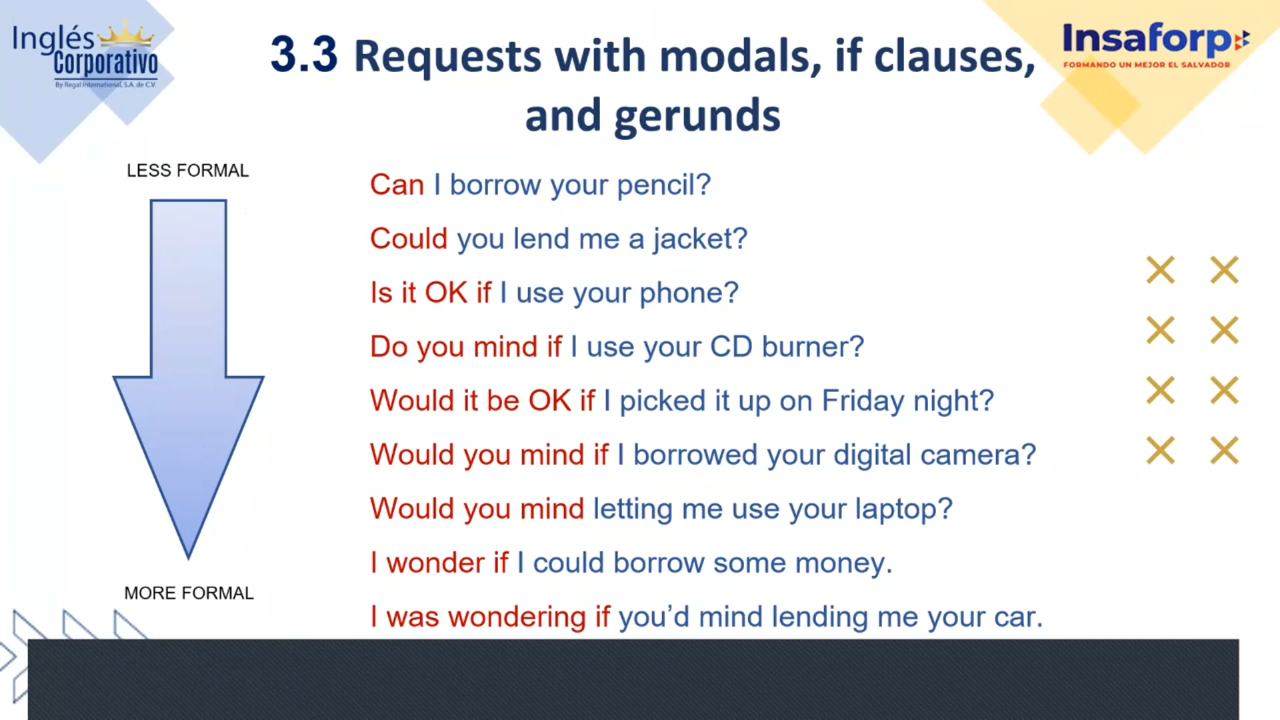 Inglés
Corporativo
By Regal International, S.A. de C.V.
Insaforp
FORMANDO UN MEJOR EL SALVADOR
3.3 Requests with modals, if clauses,
and gerunds
LESS FORMAL
Can I borrow your pencil?
Could you lend me a jacket?
Is it OK if I use your phone?
Do you mind if I use your CD burner?
Would it be OK if I picked it up on Friday night?
Would you mind if I borrowed your digital camera?
Would you mind letting me use your laptop?
I wonder if I could borrow some money.
MORE FORMAL
I was wondering if you’d mind lending me your car.